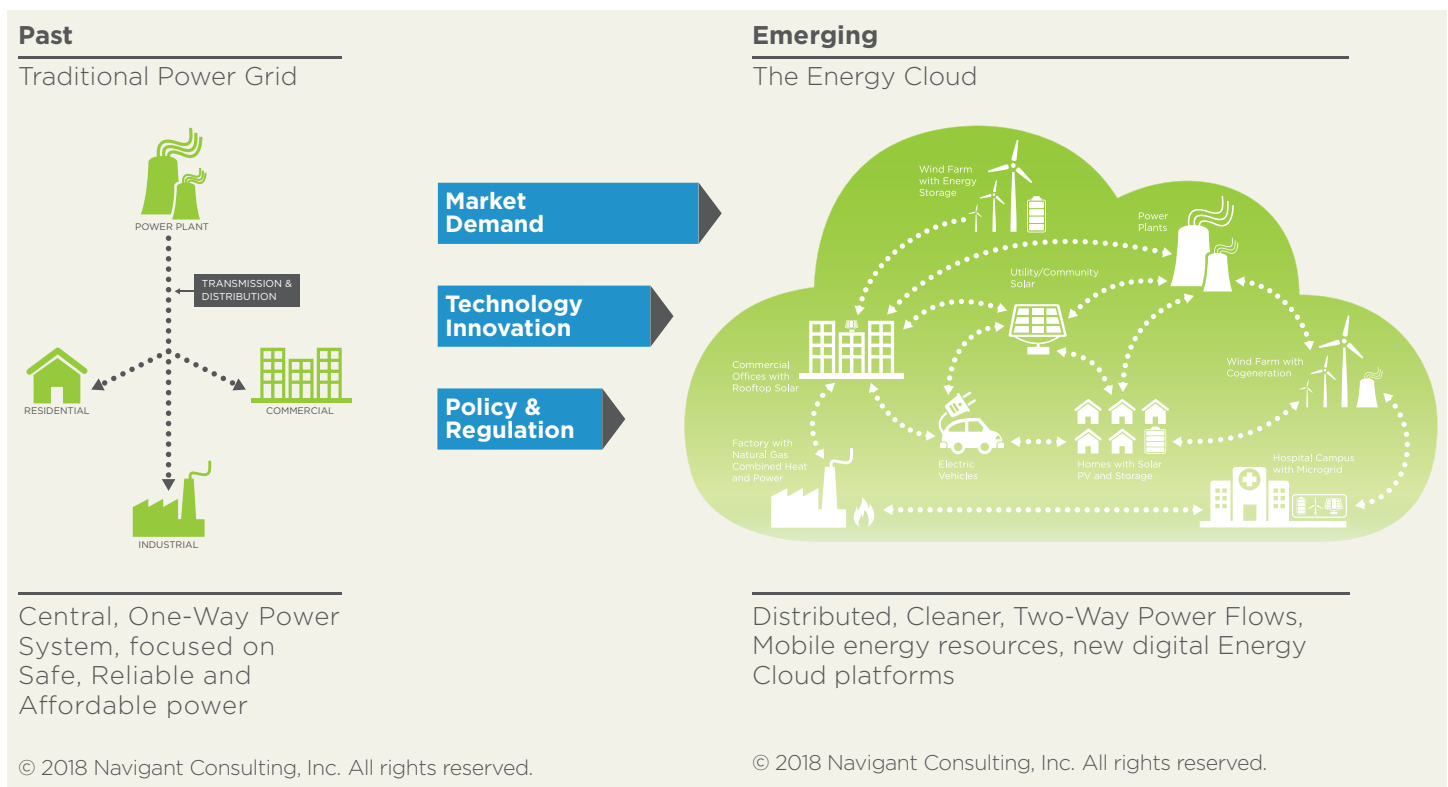 Past
Traditional Power Grid
POWER PLANT
TRANSMISSION &
DISTRIBUTION
RESIDENTIAL
COMMERCIAL
INDUSTRIAL
Central, One-Way Power
System, focused on
Safe, Reliable and
Affordable power
© 2018 Navigant Consulting, Inc. All rights reserved.
Market
Demand
Technology
Innovation
Policy &
Regulation
Emerging
The Energy Cloud
Wind Farm
with Energy
Storage
Power
Plants
Utility/Community
Solar
Commercial
Offices with
Rooftop Solar
Wind Farm with
Cogeneration
Factory with
Natural Gas
Combined Heat
and Power
Electric
Vehicles
Homes with Solar
PV and Storage
Hospital Campus
with Microgrid
Distributed, Cleaner, Two-Way Power Flows,
Mobile energy resources, new digital Energy
Cloud platforms
© 2018 Navigant Consulting, Inc. All rights reserved.